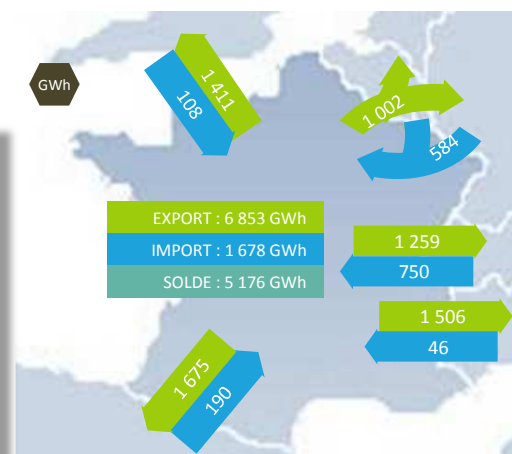 GWh
1 411
108
1 002
584
EXPORT : 6 853 GWh
IMPORT : 1 678 GWh
SOLDE : 5 176 GWh
1 259
750
1 506
46
1 675
190